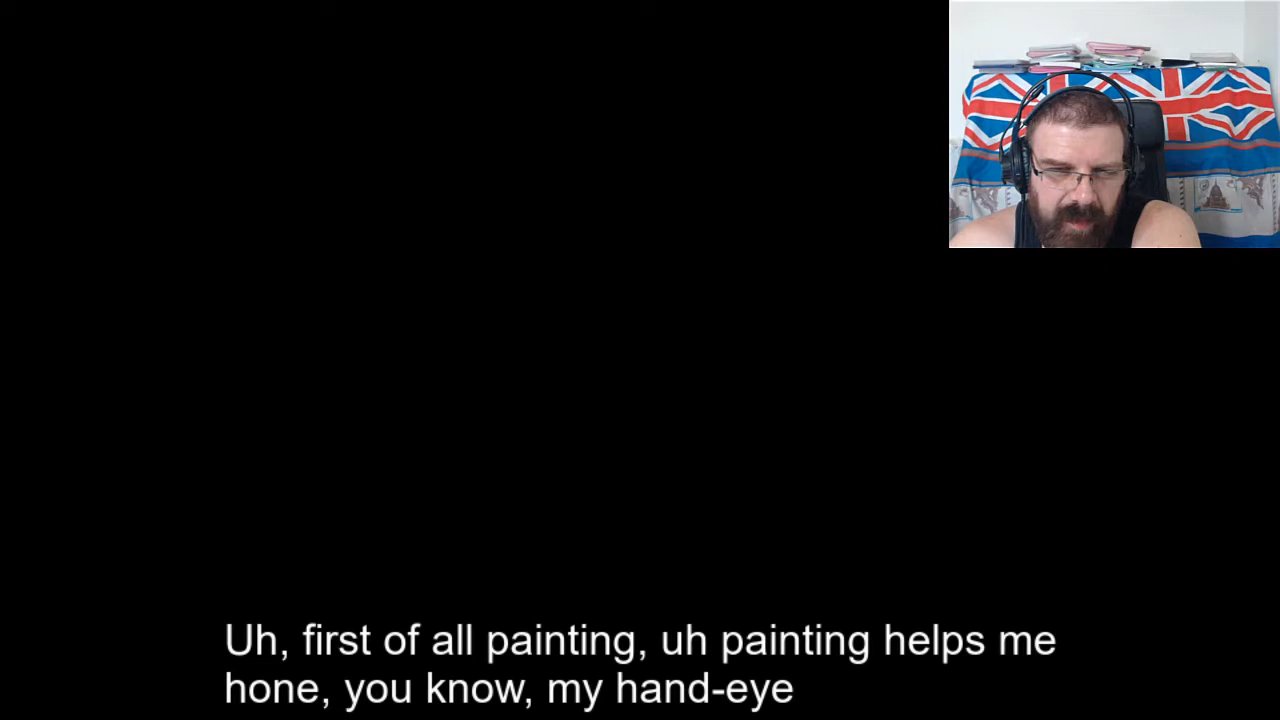 Uh, first of all painting, uh painting helps me
hone, you know, my hand-eye